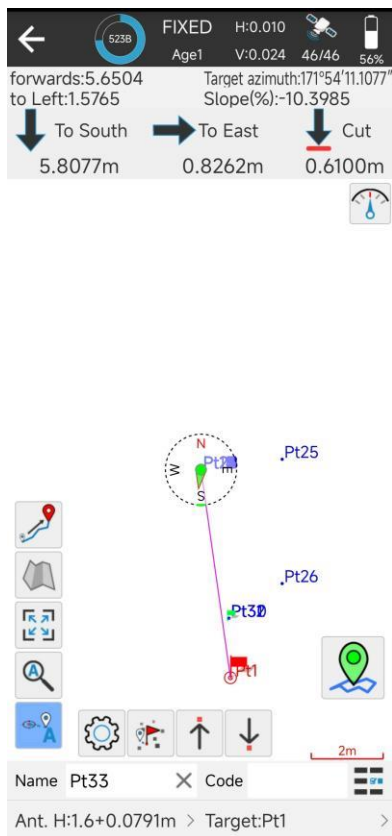 523B
FIXED H:0.010
Age1 V:0.024 46/46 56%
forwards:5.6504 Target azimuth:171°54′11.1077″
to Left:1.5765 Slope(%):-10.3985
To South To East Cut
5.8077m 0.8262m 0.6100m
N
W
E
S
Pt25
Pt26
Pt1
A
A
2m
Name Pt33 Code
Ant. H:1.6+0.0791m > Target:Pt1 >